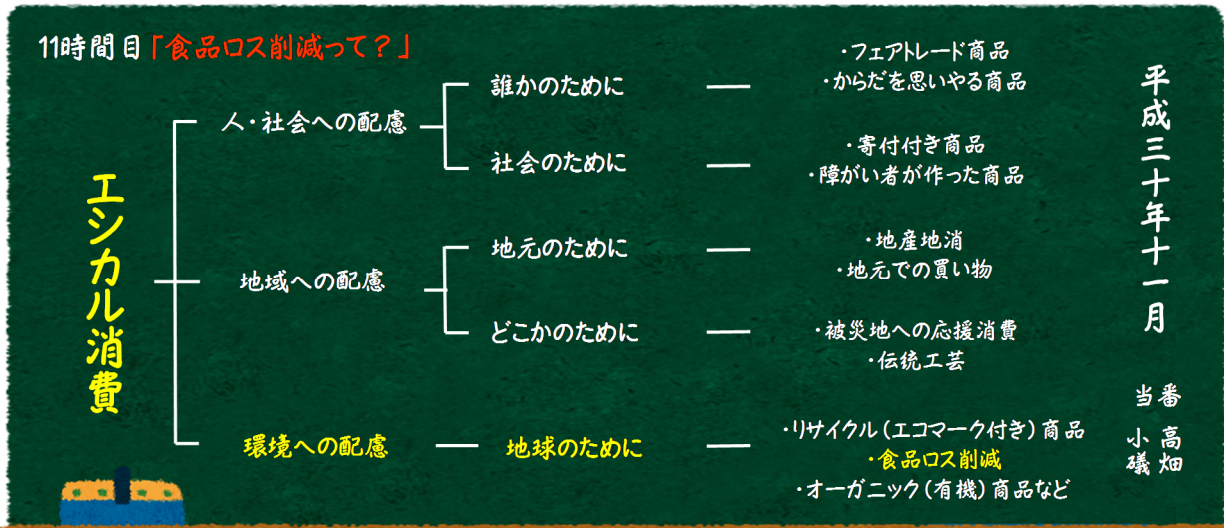 11時間目「食品ロス削減って？」
エシカル消費
人・社会への配慮
誰かのために
・フェアトレード商品
・からだを思いやる商品
社会のために
・寄付付き商品
・障がい者が作った商品
地域への配慮
地元のために
・地産地消
・地元での買い物
どこかのために
・被災地への応援消費
・伝統工芸
環境への配慮
地球のために
・リサイクル（エコマーク付き）商品
・食品ロス削減
・オーガニック（有機）商品など
平成三十年十一月
当番
高畑
小磯